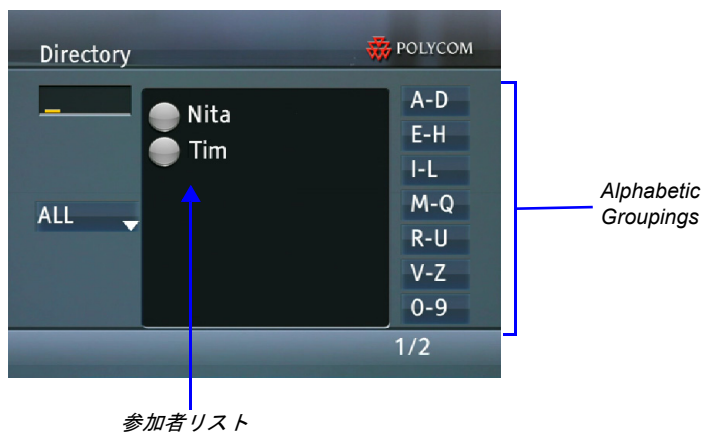 Directory
POLYCOM
Nita
Tim
ALL
A-D
E-H
I-L
M-Q
R-U
V-Z
0-9
1/2
Alphabetic
Groupings
参加者リスト